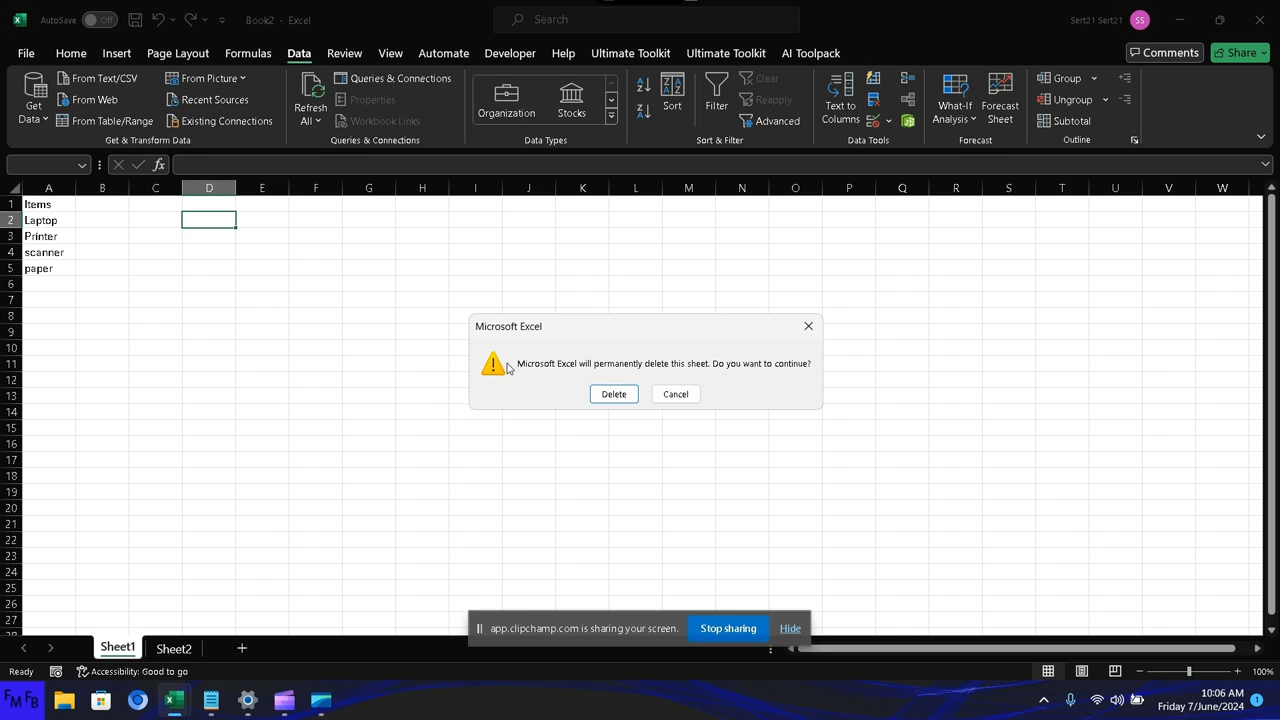 AutoSave Off Book2 - Excel Search Sert21 Sert21 SS
File Home Insert Page Layout Formulas Data Review View Automate Developer Help Ultimate Toolkit Ultimate Toolkit AI Toolpack Comments Share
Get Data
From Text/CSV
From Web
From Table/Range
From Picture
Recent Sources
Existing Connections
Get & Transform Data
Refresh All
Queries & Connections
Properties
Workbook Links
Queries & Connections
Organization
Stocks
Data Types
Sort
Filter
Clear
Reapply
Advanced
Sort & Filter
Text to Columns
Data Tools
What-If Analysis
Forecast Sheet
Forecast
Group
Ungroup
Subtotal
Outline
fx
A B C D E F G H I J K L M N O P Q R S T U V W
1 Items
2 Laptop
3 Printer
4 scanner
5 paper
6
7
8
9
10
11
12
13
14
15
16
17
18
19
20
21
22
23
24
25
26
27
28
Microsoft Excel
Microsoft Excel will permanently delete this sheet. Do you want to continue?
Delete Cancel
app.clipchamp.com is sharing your screen. Stop sharing Hide
Sheet1 Sheet2
Ready Accessibility: Good to go 100%
FM FB
10:06 AM
Friday 7/June/2024
1